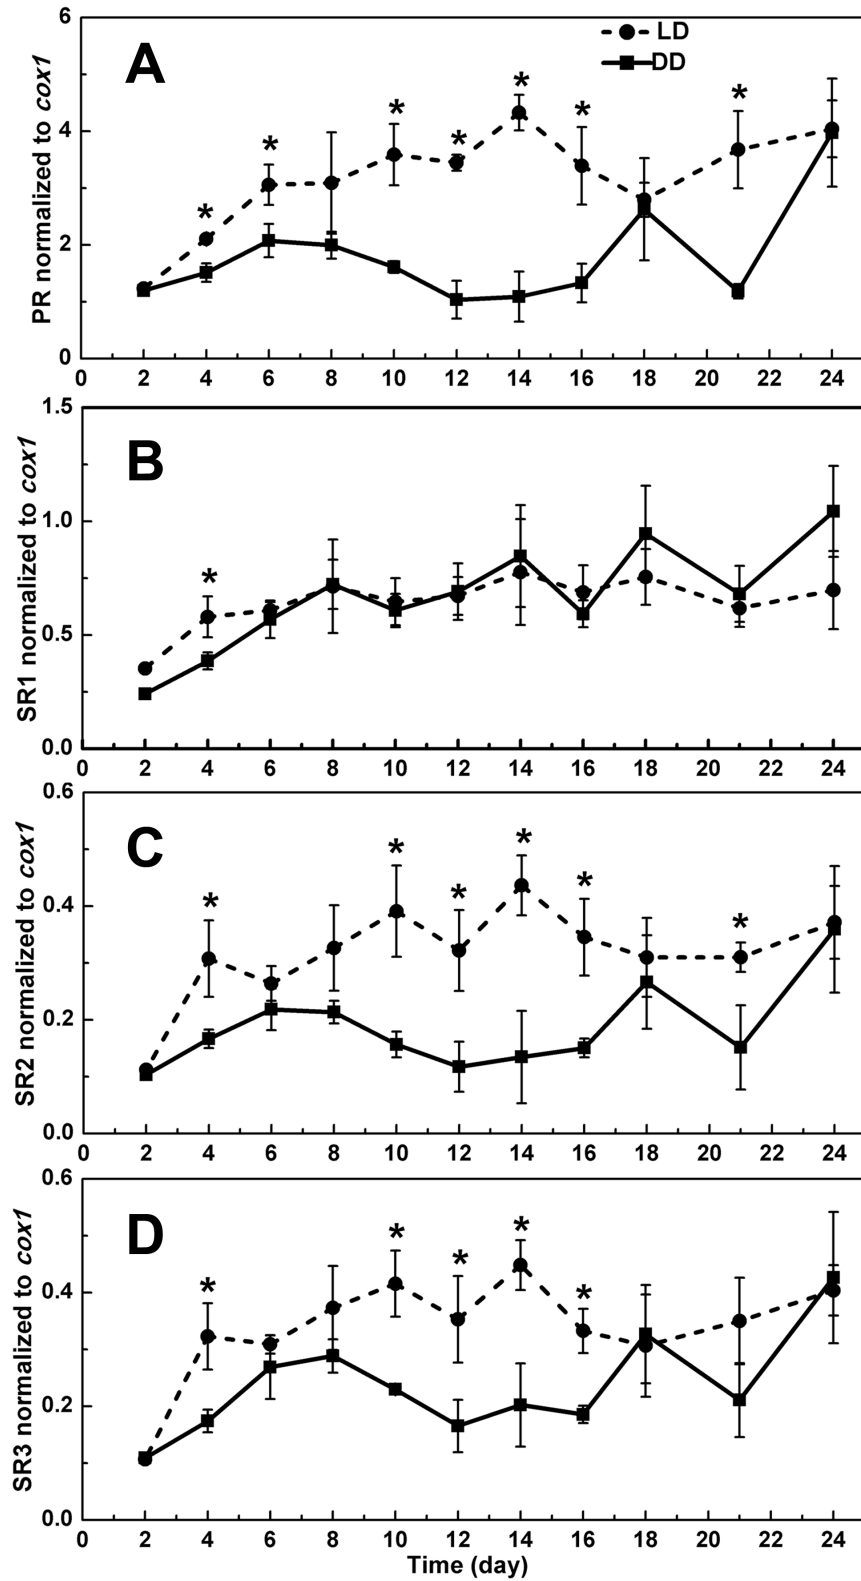 LD
DD
A
PR normalized to cox1
6
4
2
0
* * * * * * *
0 2 4 6 8 10 12 14 16 18 20 22 24
B
SR1 normalized to cox1
1.5
1.0
0.5
0.0
*
0 2 4 6 8 10 12 14 16 18 20 22 24
C
SR2 normalized to cox1
0.6
0.4
0.2
0.0
* * * * * *
0 2 4 6 8 10 12 14 16 18 20 22 24
D
SR3 normalized to cox1
0.6
0.4
0.2
0.0
* * * * *
0 2 4 6 8 10 12 14 16 18 20 22 24
Time (day)